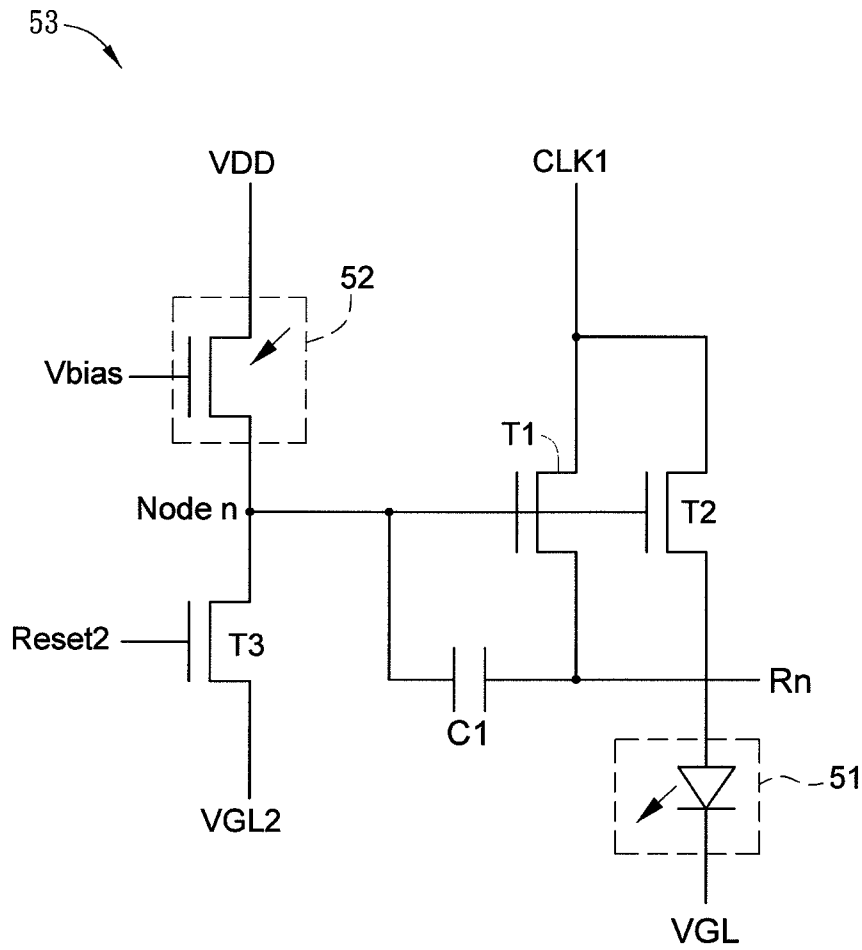 53
VDD
CLK1
52
Vbias
T1
Node n
T2
Reset2
T3
Rn
C1
51
VGL2
VGL